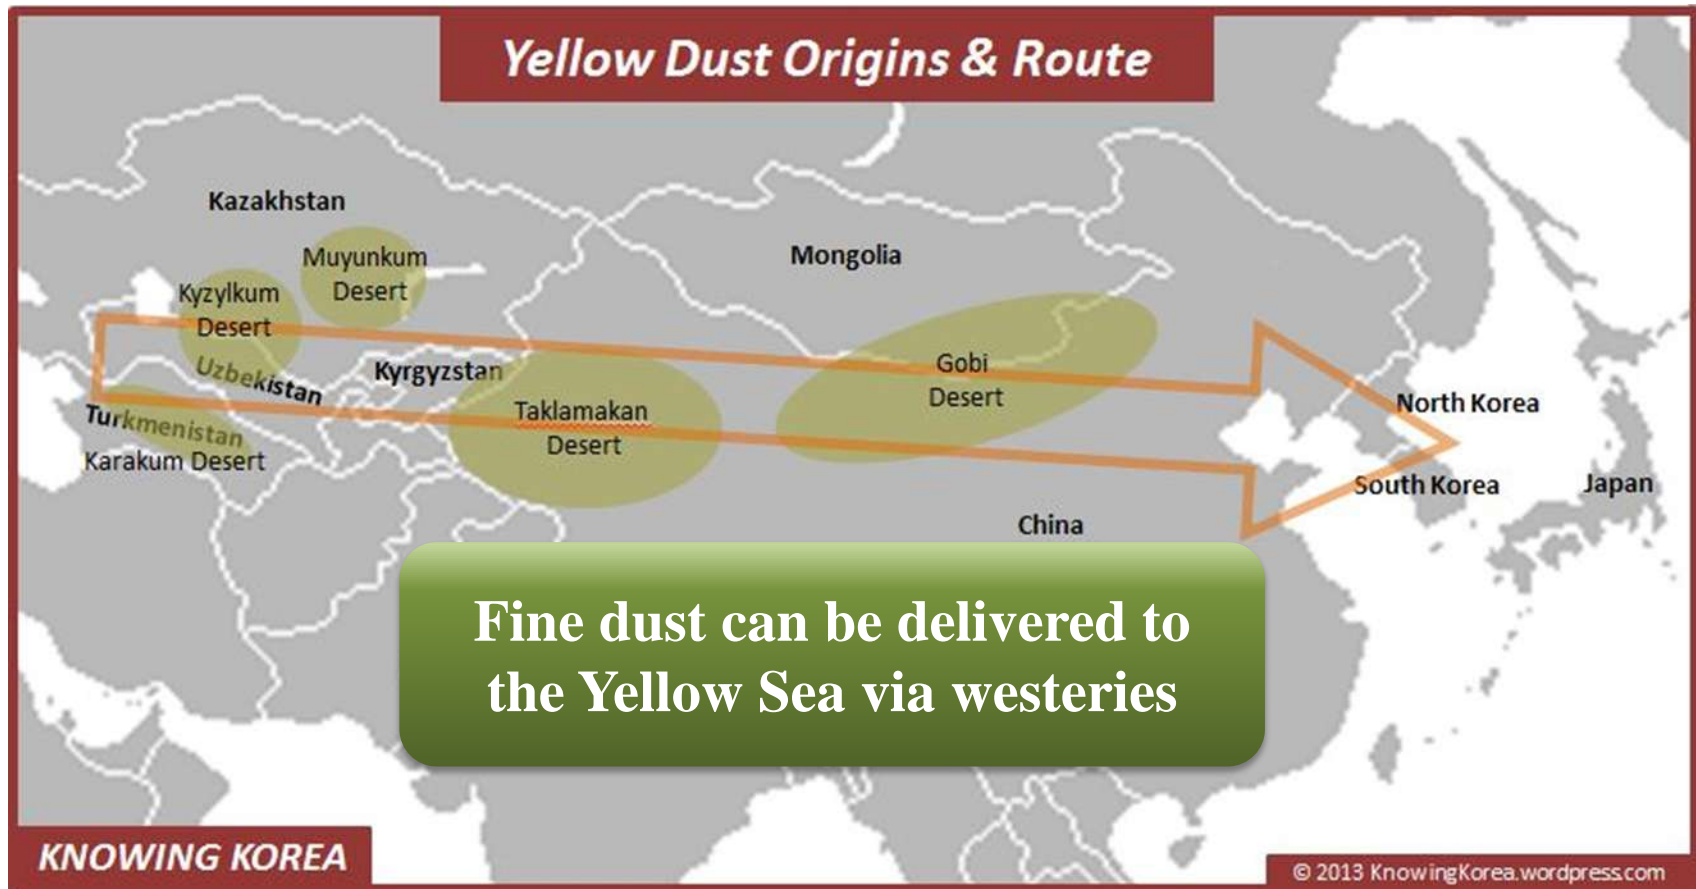 Yellow Dust Origins & Route
Kazakhstan
Muyunkum
Desert
Mongolia
Kyzylkum
Desert
Uzbekistan
Kyrgyzstan
Gobi
Desert
Turkmenistan
Karakum Desert
Taklamakan
Desert
North Korea
South Korea
Japan
China
Fine dust can be delivered to
the Yellow Sea via westeries
KNOWING KOREA
© 2013 KnowingKorea.wordpress.com